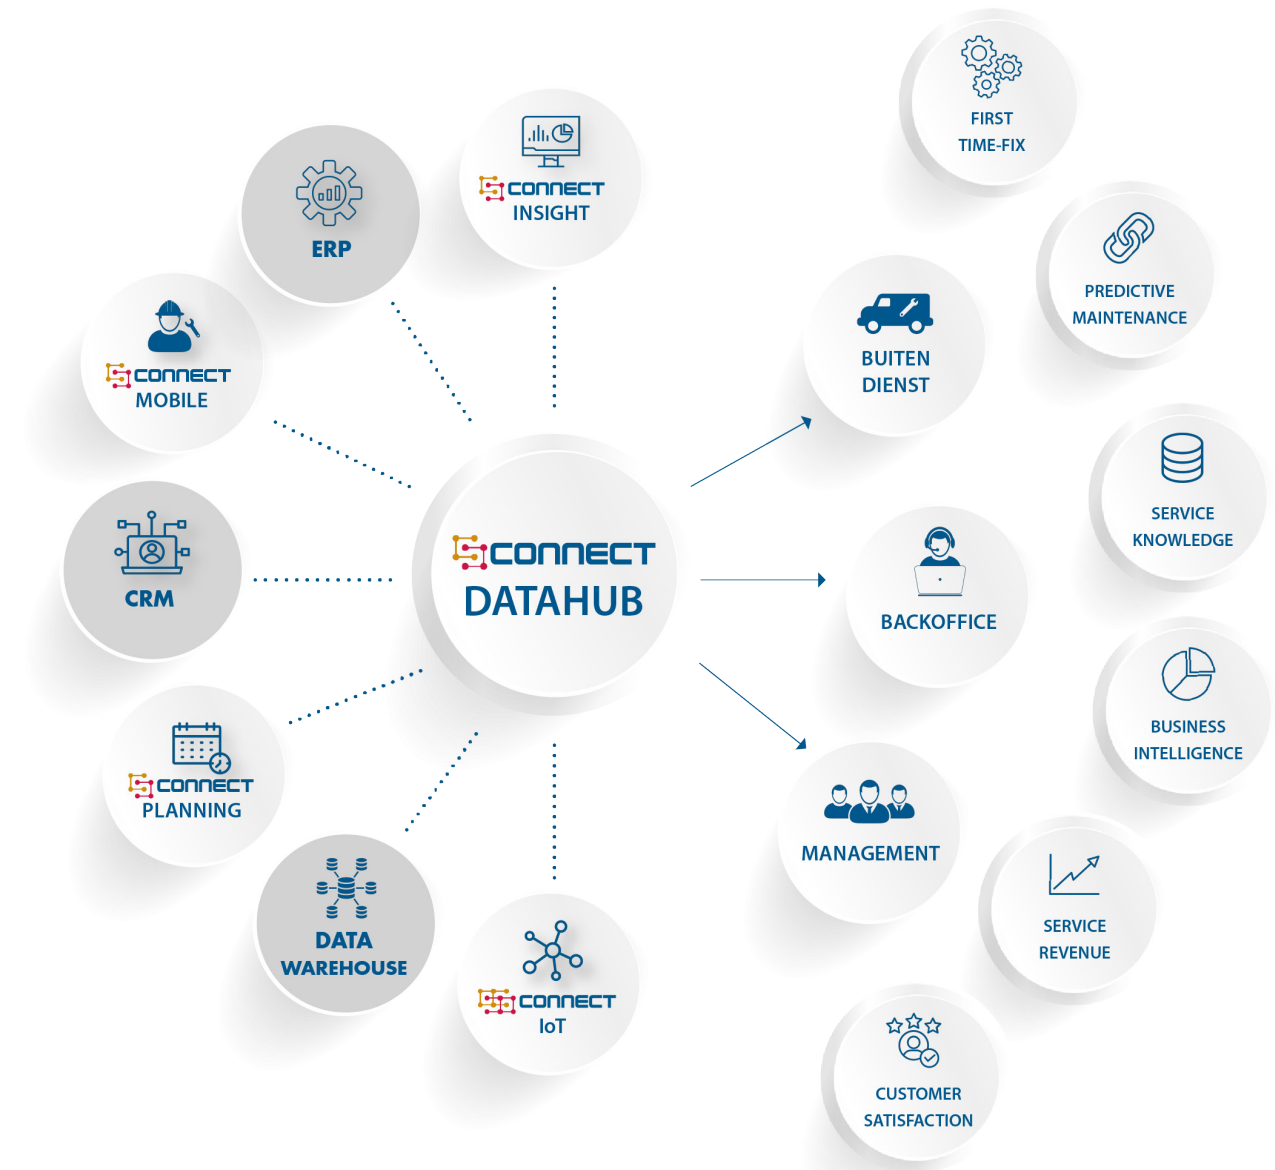 FIRST
TIME-FIX
CONNECT
INSIGHT
ERP
PREDICTIVE
MAINTENANCE
CONNECT
MOBILE
BUITEN
DIENST
SERVICE
KNOWLEDGE
CRM
CONNECT
DATAHUB
BACKOFFICE
BUSINESS
INTELLIGENCE
CONNECT
PLANNING
MANAGEMENT
SERVICE
REVENUE
DATA
WAREHOUSE
CONNECT
IoT
CUSTOMER
SATISFACTION